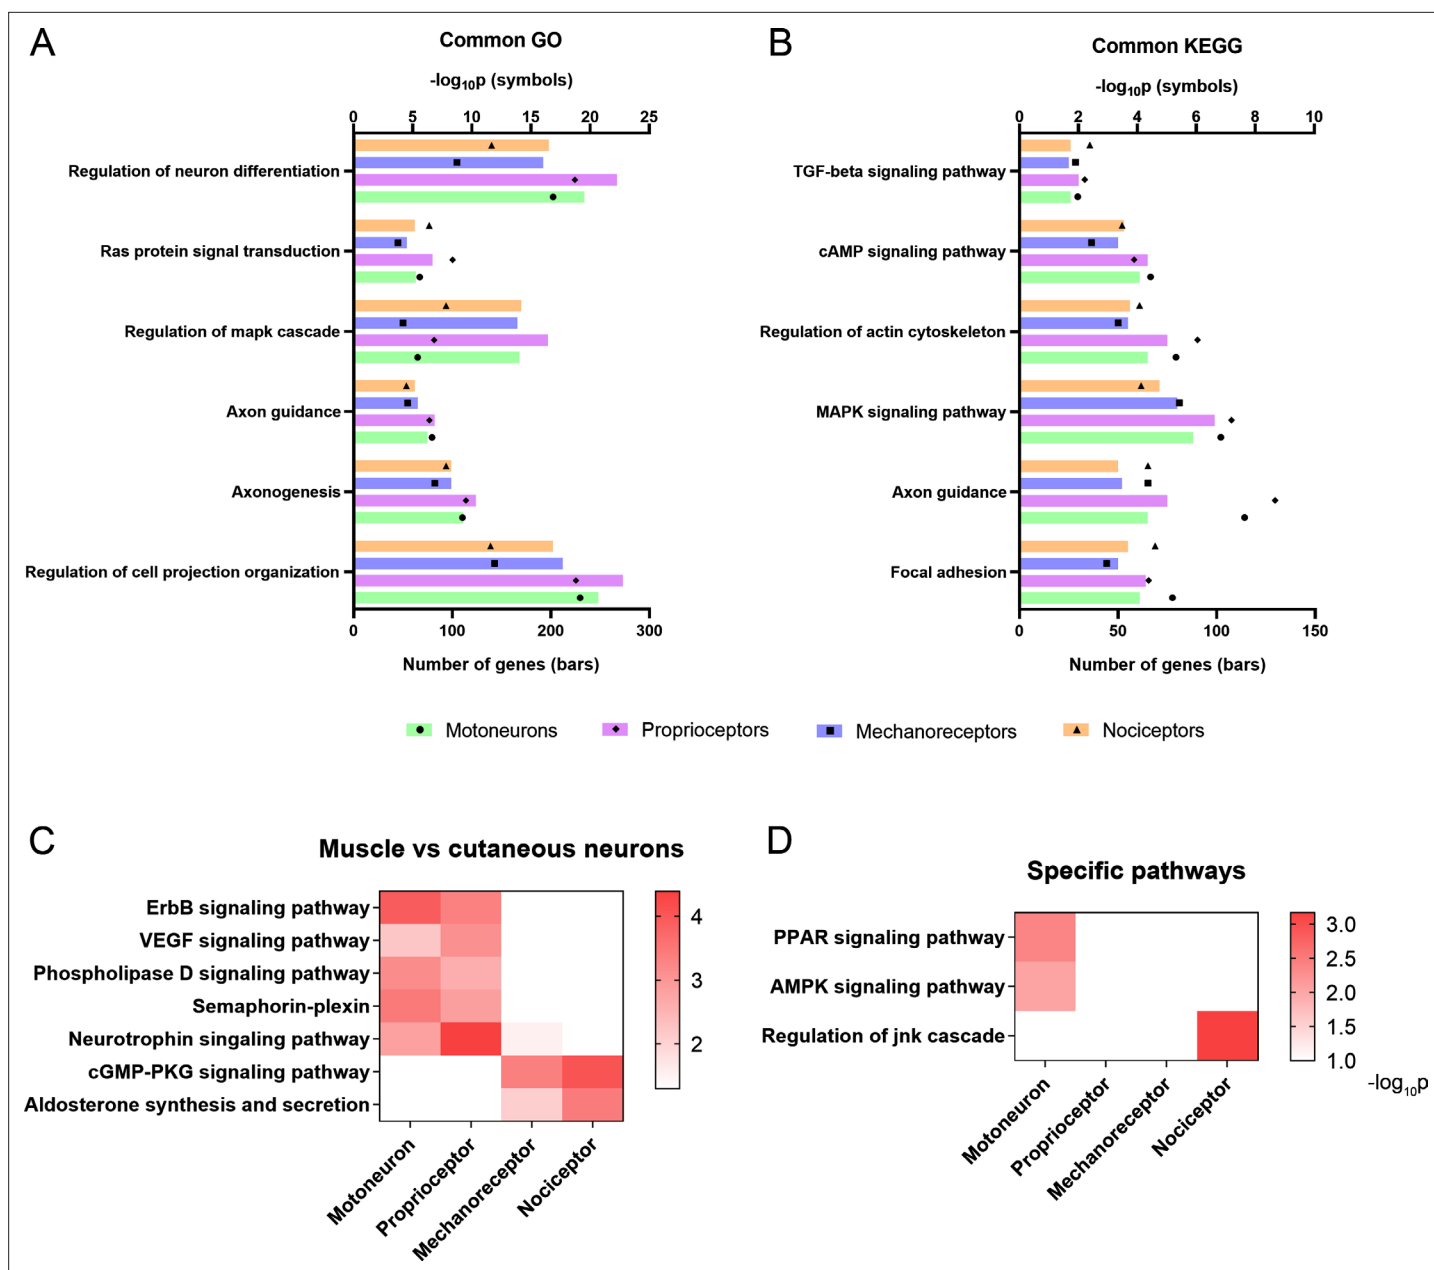 A
Common GO
-log10p (symbols)
0 5 10 15 20 25
Regulation of neuron differentiation
Ras protein signal transduction
Regulation of mapk cascade
Axon guidance
Axonogenesis
Regulation of cell projection organization
0 100 200 300
Number of genes (bars)
B
Common KEGG
-log10p (symbols)
0 2 4 6 8 10
TGF-beta signaling pathway
cAMP signaling pathway
Regulation of actin cytoskeleton
MAPK signaling pathway
Axon guidance
Focal adhesion
0 50 100 150
Number of genes (bars)
Motoneurons Proprioceptors Mechanoreceptors Nociceptors
C
Muscle vs cutaneous neurons
ErbB signaling pathway
VEGF signaling pathway
Phospholipase D signaling pathway
Semaphorin-plexin
Neurotrophin singaling pathway
cGMP-PKG signaling pathway
Aldosterone synthesis and secretion
Motoneuron
Proprioceptor
Mechanoreceptor
Nociceptor
4
3
2
D
Specific pathways
PPAR signaling pathway
AMPK signaling pathway
Regulation of jnk cascade
Motoneuron
Proprioceptor
Mechanoreceptor
Nociceptor
3.0
2.5
2.0
1.5
1.0
-log10p